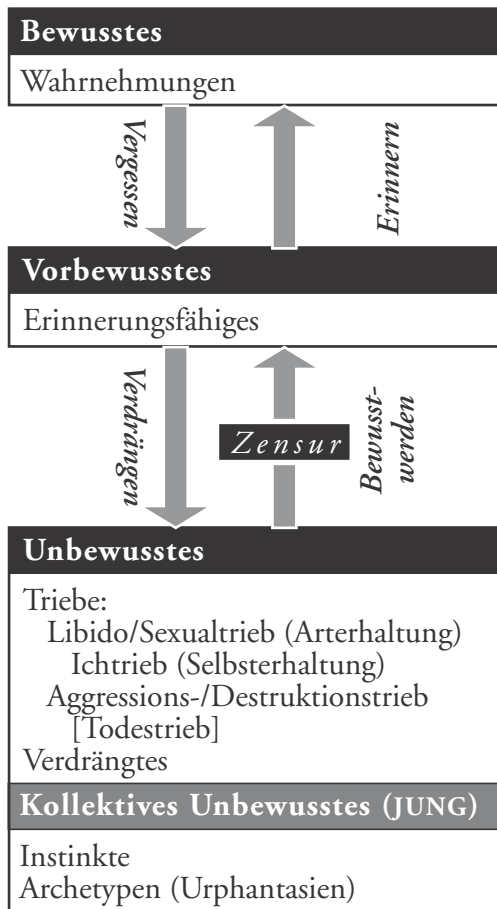 Bewusstes
Wahrnehmungen
Vergessen
Erinnern
Vorbewusstes
Erinnerungsfähiges
Verdrängen
Zensur
Bewusst-
werden
Unbewusstes
Triebe:
Libido/Sexualtrieb (Arterhaltung)
Ichtrieb (Selbsterhaltung)
Aggressions-/Destruktionstrieb
[Todestrieb]
Verdrängtes
Kollektives Unbewusstes (JUNG)
Instinkte
Archetypen (Urphantasien)